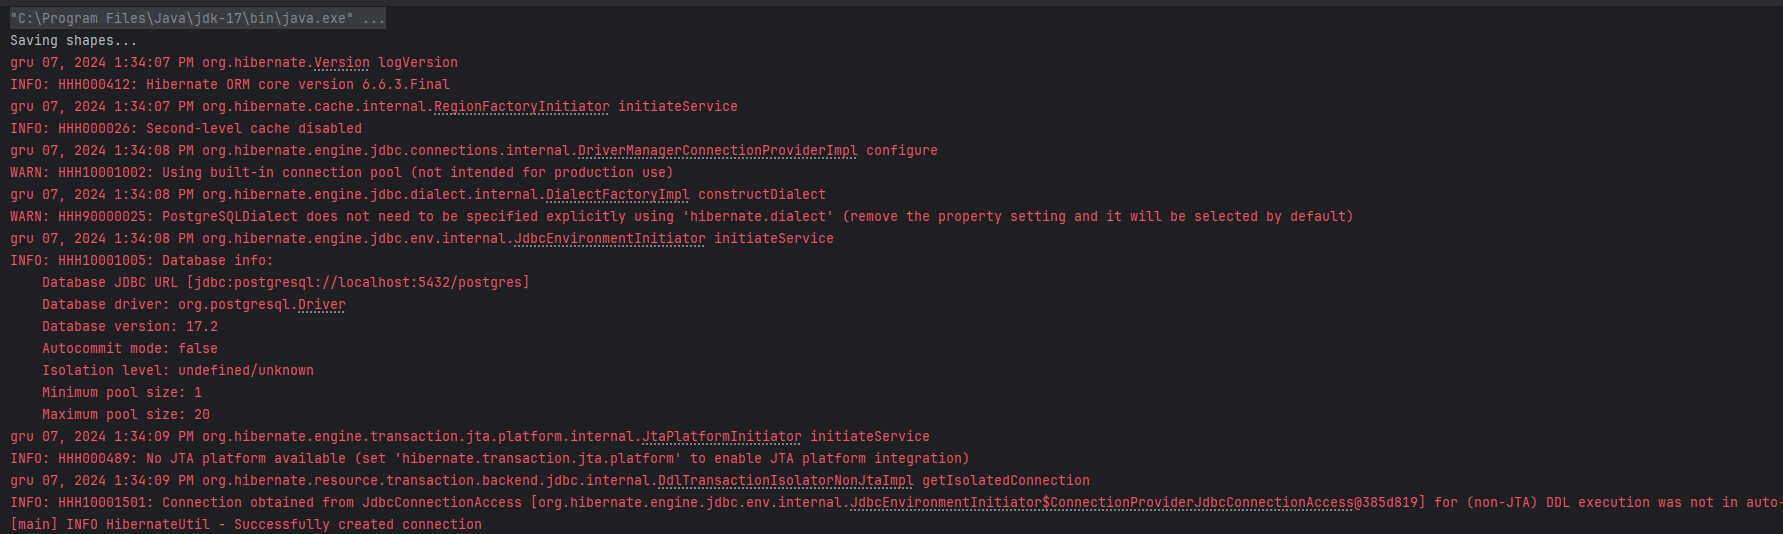 "C:\Program Files\Java\jdk-17\bin\java.exe" ...
Saving shapes...
gru 07, 2024 1:34:07 PM org.hibernate.Version logVersion
INFO: HHH000412: Hibernate ORM core version 6.6.3.Final
gru 07, 2024 1:34:07 PM org.hibernate.cache.internal.RegionFactoryInitiator initiateService
INFO: HHH000026: Second-level cache disabled
gru 07, 2024 1:34:08 PM org.hibernate.engine.jdbc.connections.internal.DriverManagerConnectionProviderImpl configure
WARN: HHH10001002: Using built-in connection pool (not intended for production use)
gru 07, 2024 1:34:08 PM org.hibernate.engine.jdbc.dialect.internal.DialectFactoryImpl constructDialect
WARN: HHH90000025: PostgreSQLDialect does not need to be specified explicitly using 'hibernate.dialect' (remove the property setting and it will be selected by default)
gru 07, 2024 1:34:08 PM org.hibernate.engine.jdbc.env.internal.JdbcEnvironmentInitiator initiateService
INFO: HHH10001005: Database info:
    Database JDBC URL [jdbc:postgresql://localhost:5432/postgres]
    Database driver: org.postgresql.Driver
    Database version: 17.2
    Autocommit mode: false
    Isolation level: undefined/unknown
    Minimum pool size: 1
    Maximum pool size: 20
gru 07, 2024 1:34:09 PM org.hibernate.engine.transaction.jta.platform.internal.JtaPlatformInitiator initiateService
INFO: HHH000489: No JTA platform available (set 'hibernate.transaction.jta.platform' to enable JTA platform integration)
gru 07, 2024 1:34:09 PM org.hibernate.resource.transaction.backend.jdbc.internal.DdlTransactionIsolatorNonJtaImpl getIsolatedConnection
INFO: HHH10001501: Connection obtained from JdbcConnectionAccess [org.hibernate.engine.jdbc.env.internal.JdbcEnvironmentInitiator$ConnectionProviderJdbcConnectionAccess@385d819] for (non-JTA) DDL execution was not in auto-
[main] INFO HibernateUtil - Successfully created connection